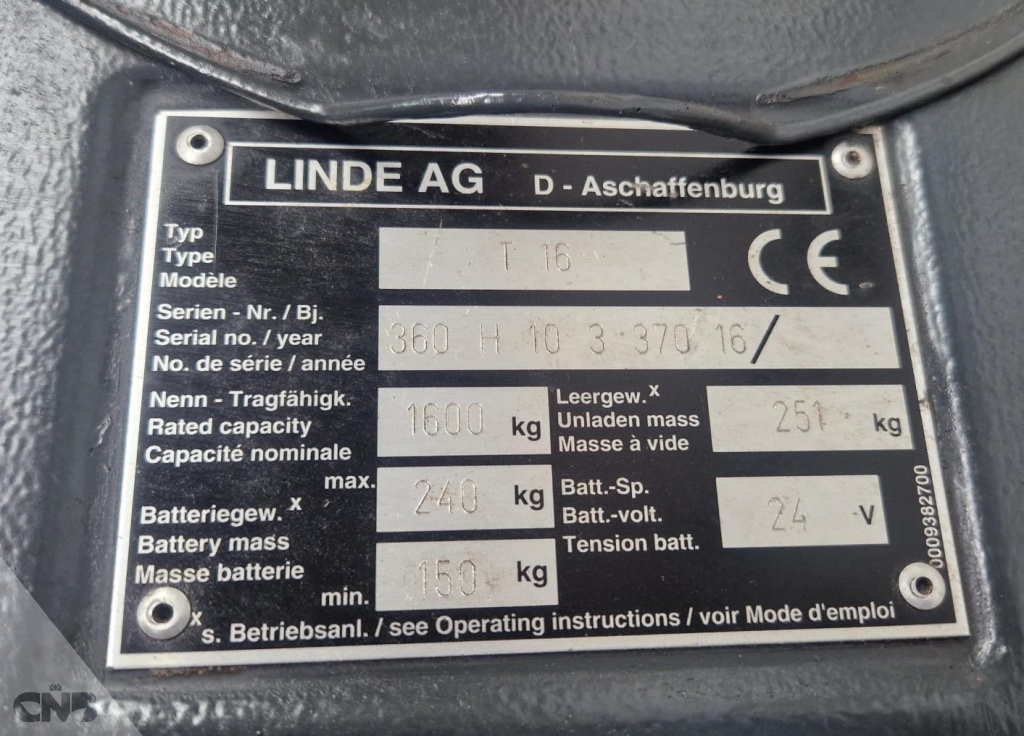 LINDE AG D - Aschaffenburg
Typ
Type
Modèle
T 16
CE
Serien - Nr. / Bj.
Serial no. / year
No. de série / année
360 H 10 3 370 16 /
Nenn - Tragfähigk.
Rated capacity
Capacité nominale
1600 kg
Leergew. x
Unladen mass
Masse à vide
251 kg
max.
Batteriegew. x
Battery mass
Masse batterie
min.
240 kg
150 kg
Batt.-Sp.
Batt.-volt.
Tension batt.
24 V
0009382700
x s. Betriebsanl. / see Operating instructions / voir Mode d'emploi
CNB